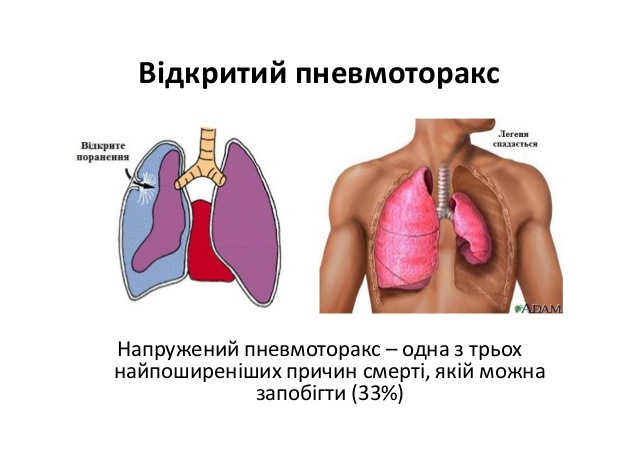 Відкритий пневмоторакс
Відкрите
поранення
Легеня
спадається
ADAM
Напружений пневмоторакс – одна з трьох
найпоширеніших причин смерті, якій можна
запобігти (33%)